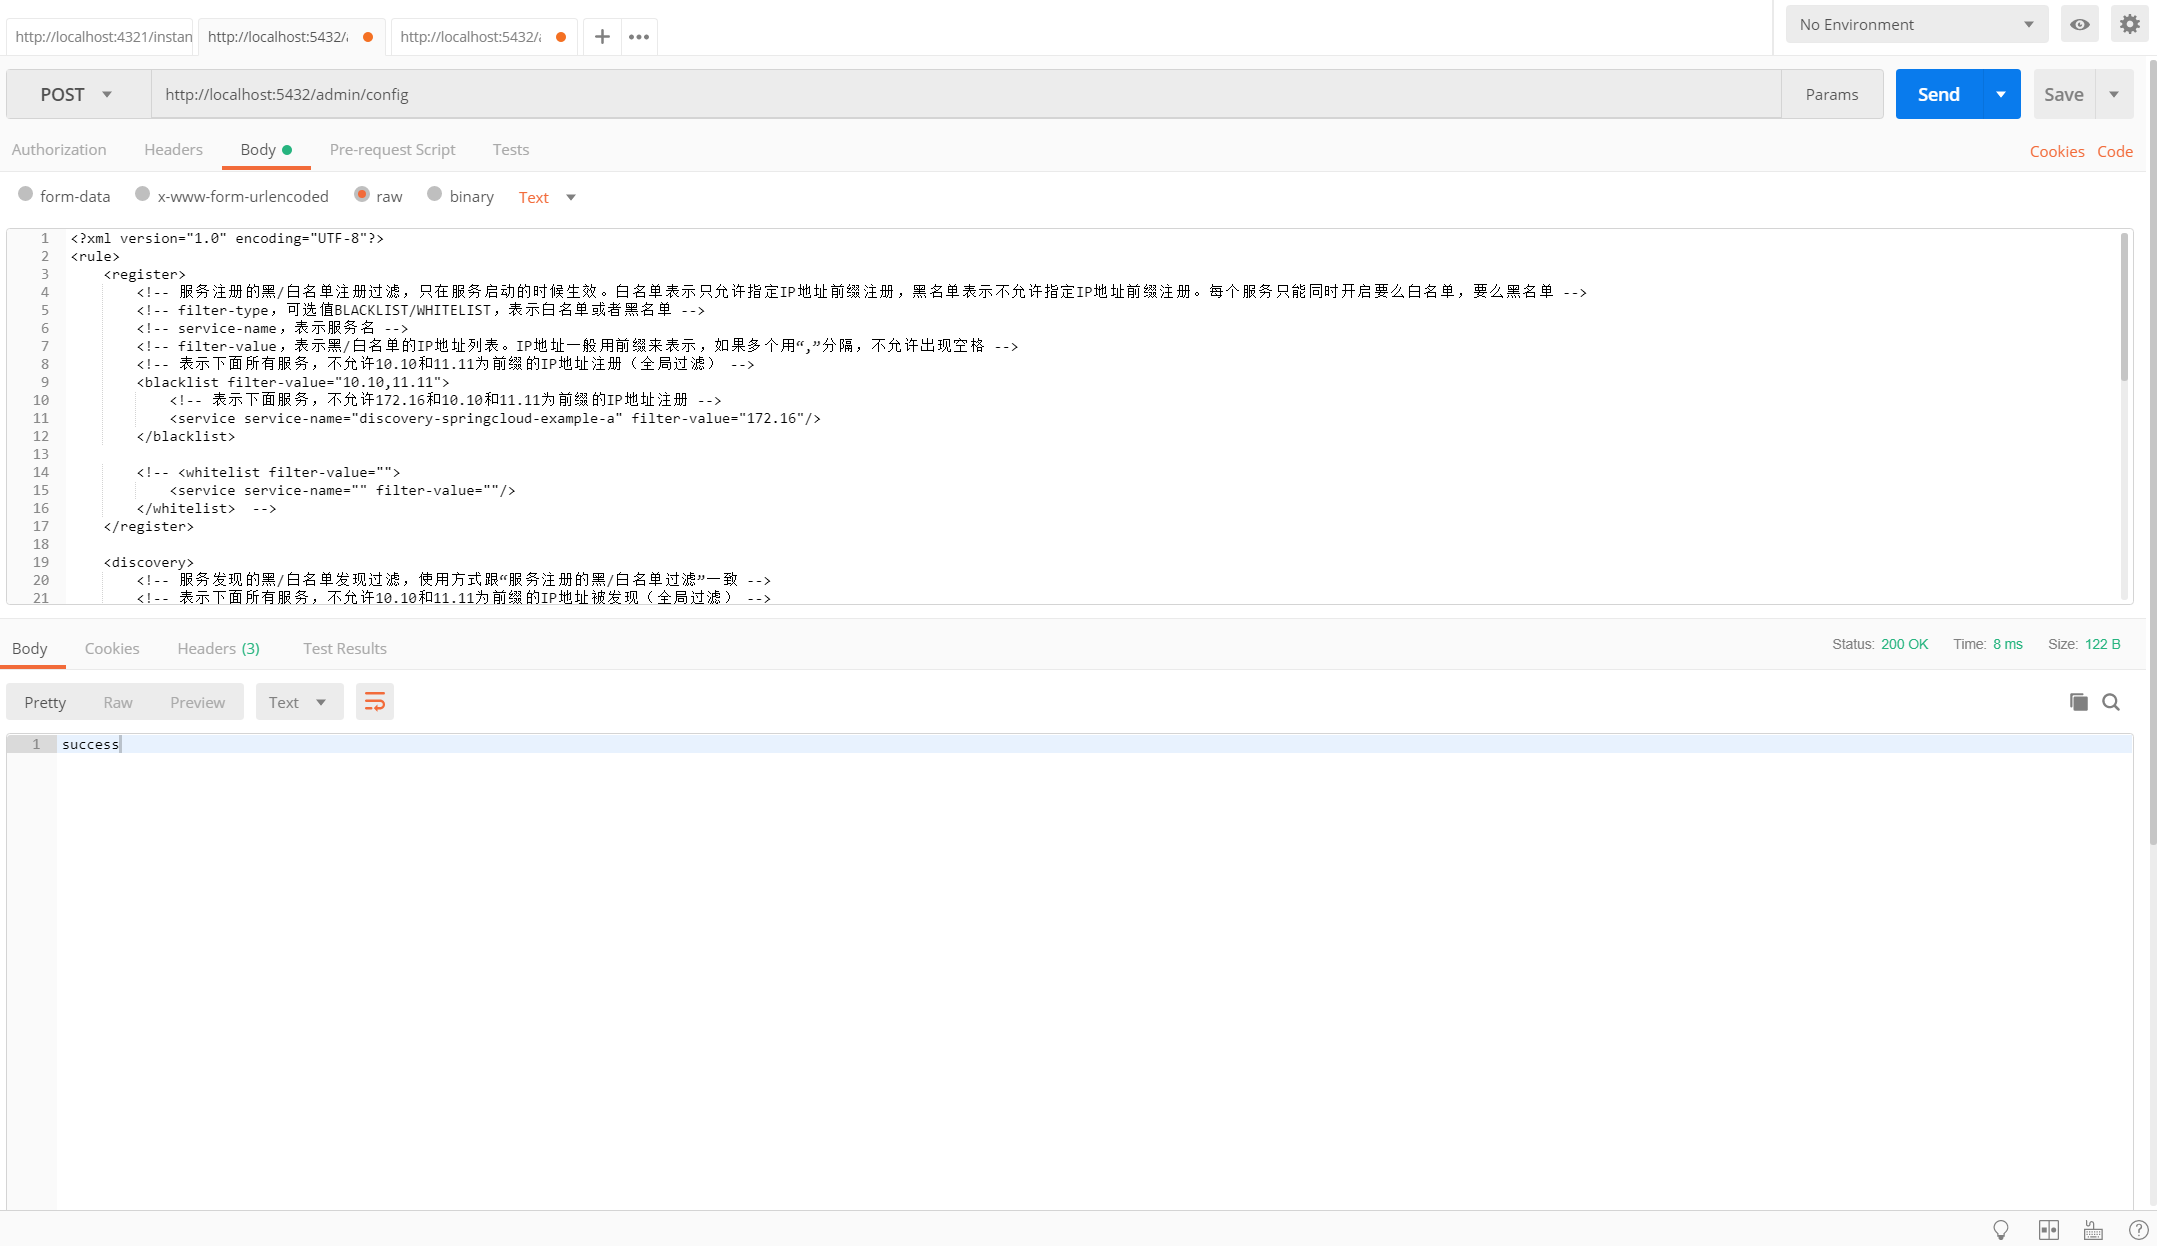 http://localhost:4321/instan
http://localhost:5432/a
http://localhost:5432/a
No Environment
POST
http://localhost:5432/admin/config
Params
Send
Save
Authorization
Headers
Body
Pre-request Script
Tests
Cookies
Code
form-data
x-www-form-urlencoded
raw
binary
Text
1 <?xml version="1.0" encoding="UTF-8"?>
2 <rule>
3     <register>
4         <!-- 服务注册的黑/白名单注册过滤，只在服务启动的时候生效。白名单表示只允许指定IP地址前缀注册，黑名单表示不允许指定IP地址前缀注册。每个服务只能同时开启要么白名单，要么黑名单 -->
5         <!-- filter-type，可选值BLACKLIST/WHITELIST，表示白名单或者黑名单 -->
6         <!-- service-name，表示服务名 -->
7         <!-- filter-value，表示黑/白名单的IP地址列表。IP地址一般用前缀来表示，如果多个用“,”分隔，不允许出现空格 -->
8         <!-- 表示下面所有服务，不允许10.10和11.11为前缀的IP地址注册（全局过滤） -->
9         <blacklist filter-value="10.10,11.11">
10             <!-- 表示下面服务，不允许172.16和10.10和11.11为前缀的IP地址注册 -->
11             <service service-name="discovery-springcloud-example-a" filter-value="172.16"/>
12         </blacklist>
13
14         <!-- <whitelist filter-value="">
15             <service service-name="" filter-value=""/>
16         </whitelist>  -->
17     </register>
18
19     <discovery>
20         <!-- 服务发现的黑/白名单发现过滤，使用方式跟“服务注册的黑/白名单过滤”一致 -->
21         <!-- 表示下面所有服务，不允许10.10和11.11为前缀的IP地址被发现（全局过滤） -->
Body
Cookies
Headers (3)
Test Results
Status: 200 OK
Time: 8 ms
Size: 122 B
Pretty
Raw
Preview
Text
1 success